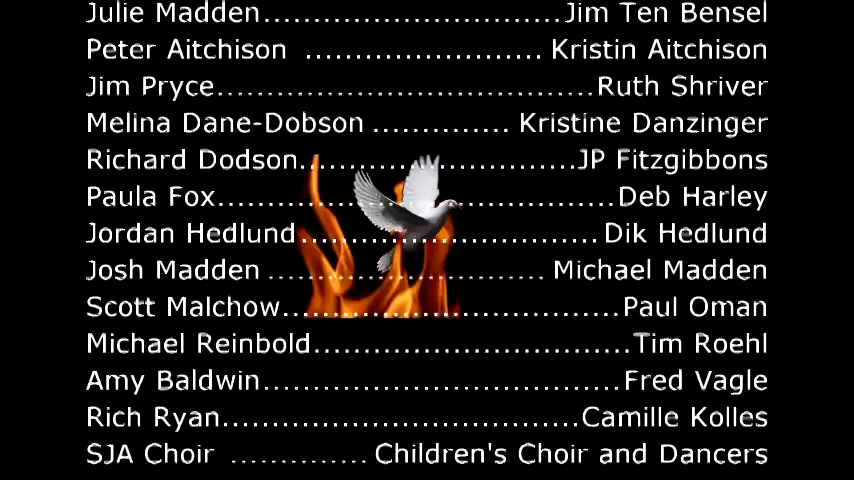 Julie Madden..............................Jim Ten Bensel
Peter Aitchison ........................ Kristin Aitchison
Jim Pryce......................................Ruth Shriver
Melina Dane-Dobson .............. Kristine Danzinger
Richard Dodson............................JP Fitzgibbons
Paula Fox........................................Deb Harley
Jordan Hedlund.............................. Dik Hedlund
Josh Madden ............................ Michael Madden
Scott Malchow..................................Paul Oman
Michael Reinbold................................Tim Roehl
Amy Baldwin....................................Fred Vagle
Rich Ryan....................................Camille Kolles
SJA Choir .............. Children's Choir and Dancers